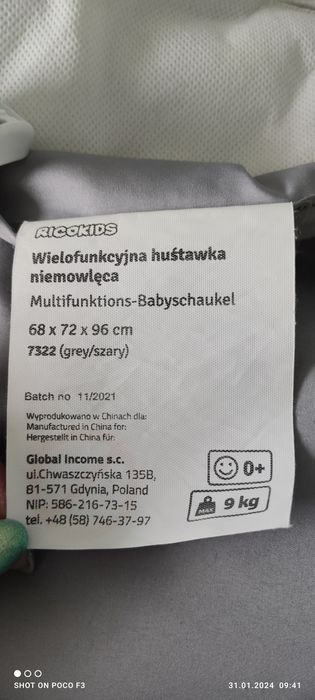 RICOKIDS
Wielofunkcyjna huśtawka
niemowlęca
Multifunktions-Babyschaukel
68 x 72 x 96 cm
7322 (grey/szary)
Batch no 11/2021
Wyprodukowano w Chinach dla:
Manufactured in China for:
Hergestellt in China für:
Global Income s.c.
ul.Chwaszczyńska 135B,
81-571 Gdynia, Poland
NIP: 586-216-73-15
tel. +48 (58) 746-37-97
0+
MAX 9 kg
SHOT ON POCO F3
31.01.2024 09:41